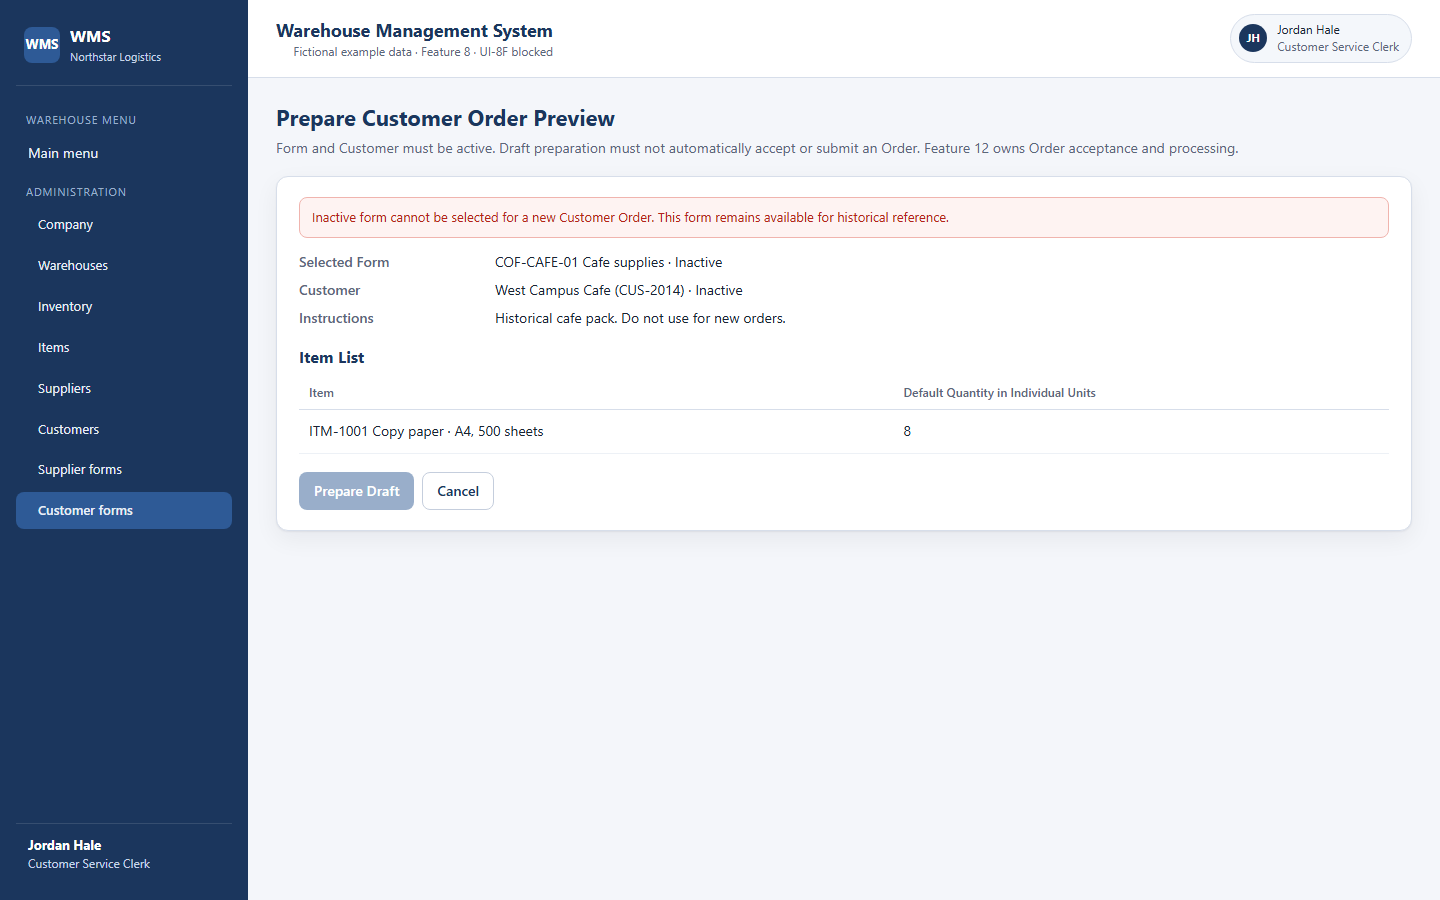 WMS
WMS
Northstar Logistics
WAREHOUSE MENU
Main menu
ADMINISTRATION
Company
Warehouses
Inventory
Items
Suppliers
Customers
Supplier forms
Customer forms
Jordan Hale
Customer Service Clerk
Warehouse Management System
Fictional example data · Feature 8 · UI-8F blocked
JH
Jordan Hale
Customer Service Clerk
Prepare Customer Order Preview
Form and Customer must be active. Draft preparation must not automatically accept or submit an Order. Feature 12 owns Order acceptance and processing.
Inactive form cannot be selected for a new Customer Order. This form remains available for historical reference.
Selected Form COF-CAFE-01 Cafe supplies · Inactive
Customer West Campus Cafe (CUS-2014) · Inactive
Instructions Historical cafe pack. Do not use for new orders.
Item List
Item Default Quantity in Individual Units
ITM-1001 Copy paper · A4, 500 sheets 8
Prepare Draft Cancel